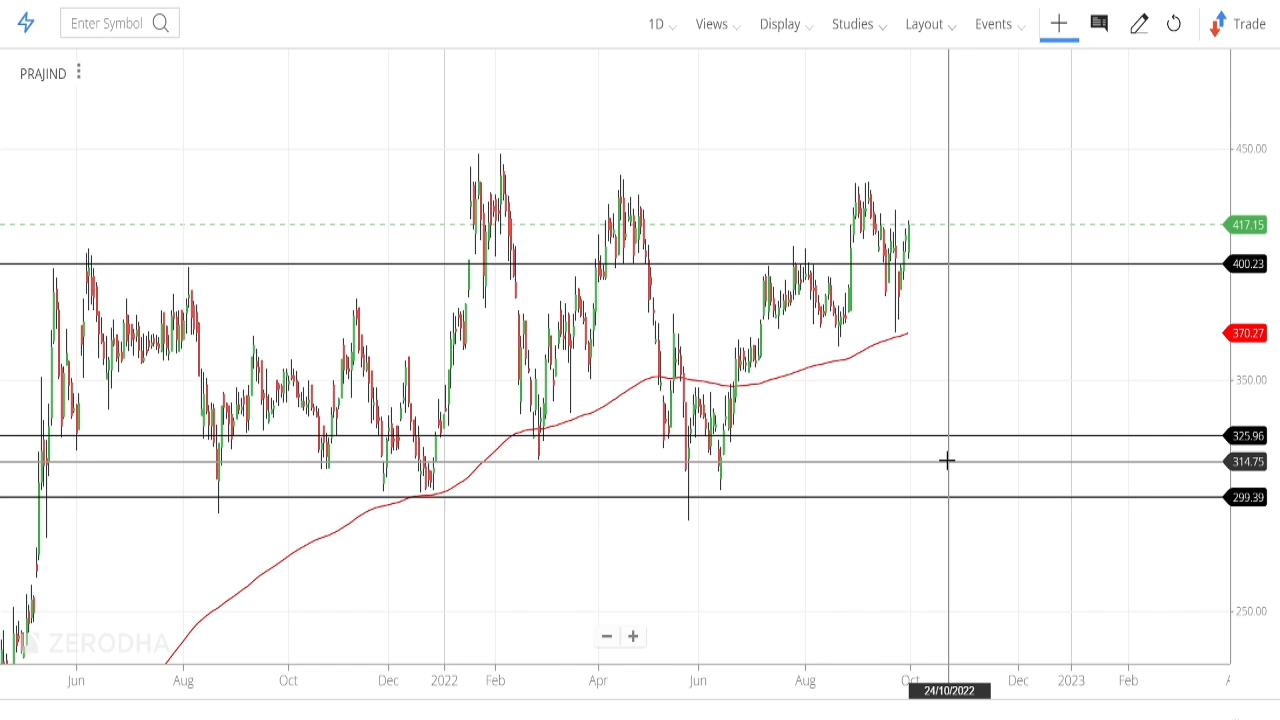 Enter Symbol 1D Views Display Studies Layout Events Trade
PRAJIND
450.00
417.15
400.23
370.27
350.00
325.96
314.75
299.39
250.00
ZERODHA
Jun Aug Oct Dec 2022 Feb Apr Jun Aug Oct Dec 2023 Feb A
24/10/2022